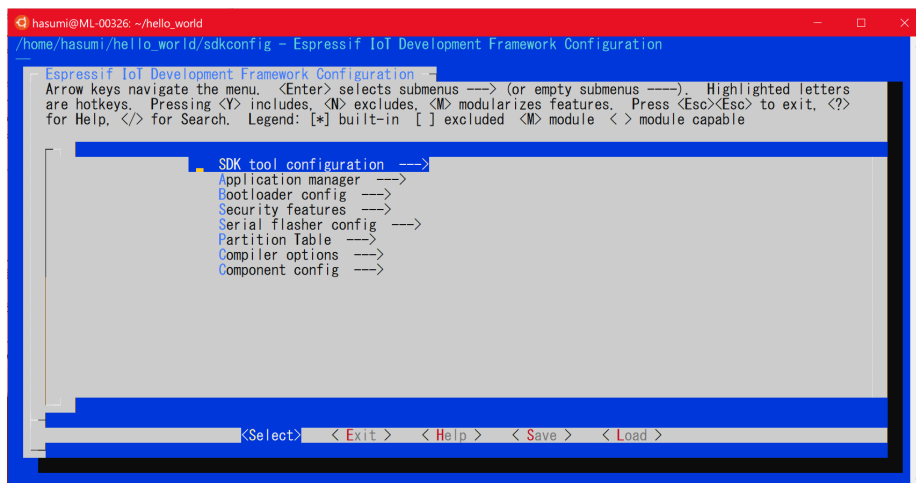 hasumi@ML-00326: ~/hello_world
/home/hasumi/hello_world/sdkconfig - Espressif IoT Development Framework Configuration
Espressif IoT Development Framework Configuration
Arrow keys navigate the menu. <Enter> selects submenus ---> (or empty submenus ----). Highlighted letters
are hotkeys. Pressing <Y> includes, <N> excludes, <M> modularizes features. Press <Esc><Esc> to exit, <?>
for Help, </> for Search. Legend: [*] built-in [ ] excluded <M> module < > module capable
SDK tool configuration --->
Application manager --->
Bootloader config --->
Security features --->
Serial flasher config --->
Partition Table --->
Compiler options --->
Component config --->
<Select> < Exit > < Help > < Save > < Load >